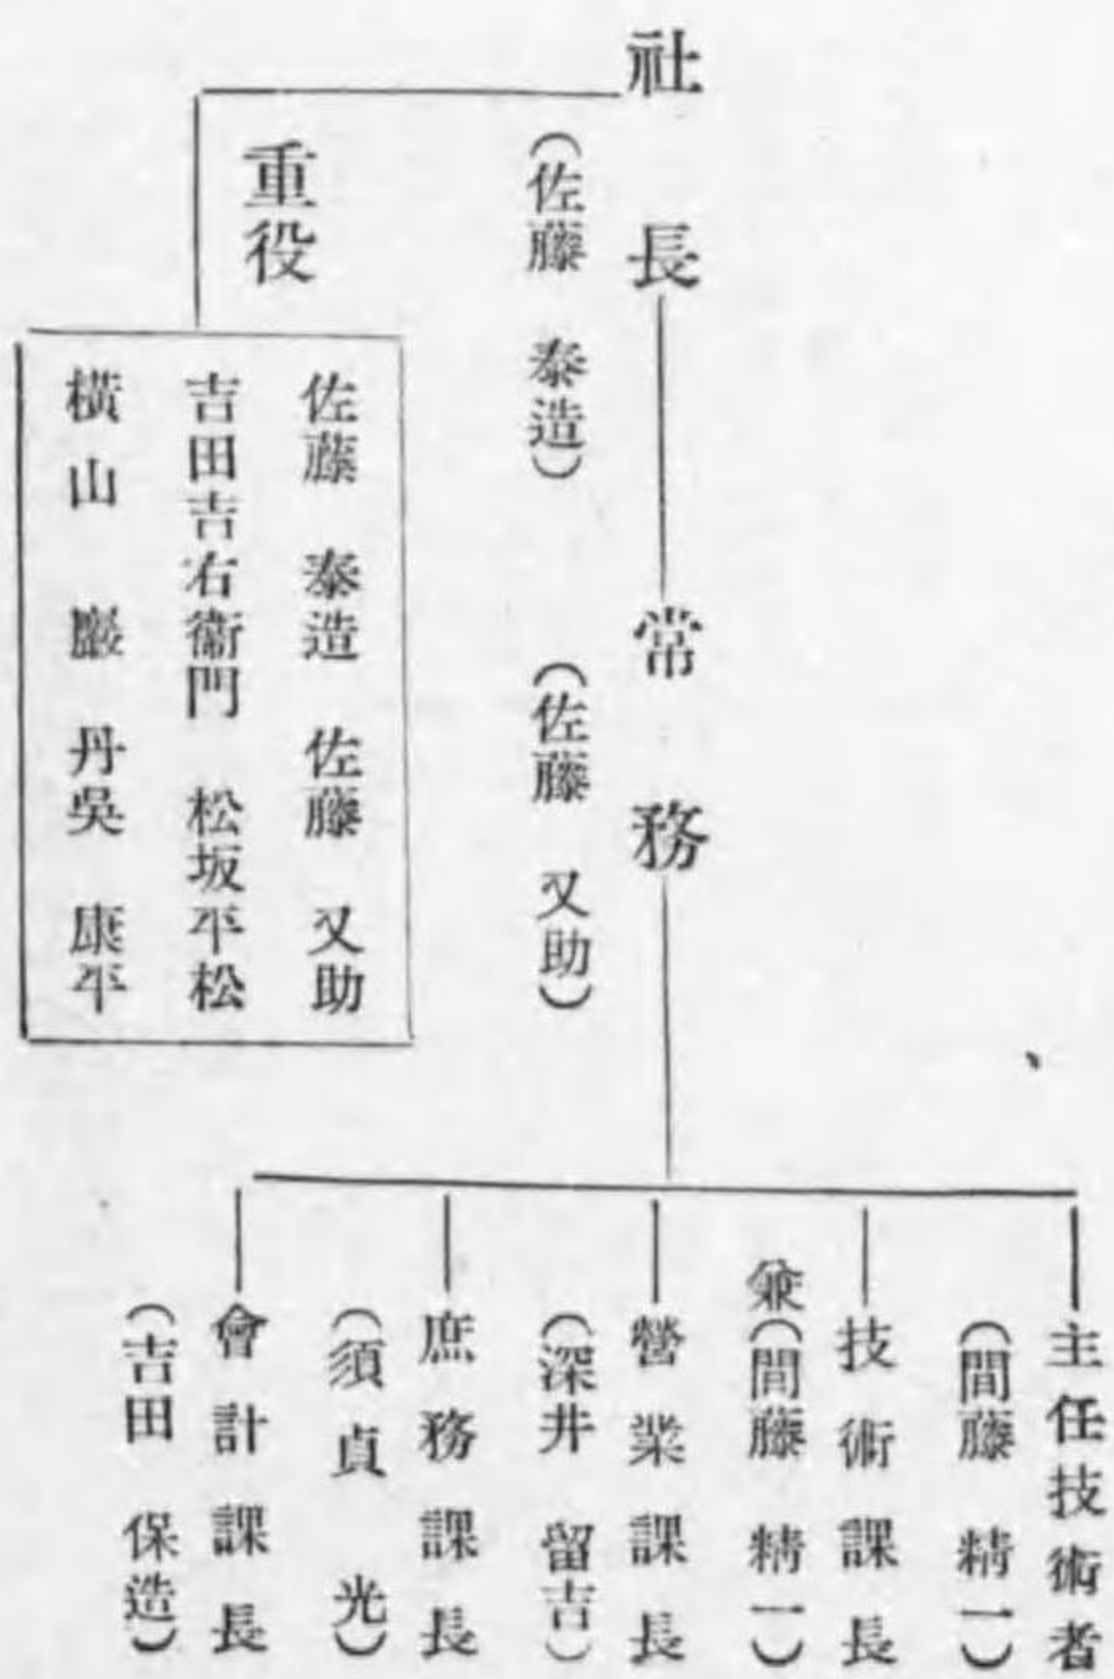 社長
(佐藤 泰造)
常務
(佐藤 又助)
重役
佐藤 泰造 佐藤 又助
吉田吉右衞門 松坂平松
横山 巖 丹吳 康平
主任技術者
(間藤 精一)
技術課長
兼(間藤 精一)
營業課長
(深井 留吉)
庶務課長
(須貞 光)
會計課長
(吉田 保造)